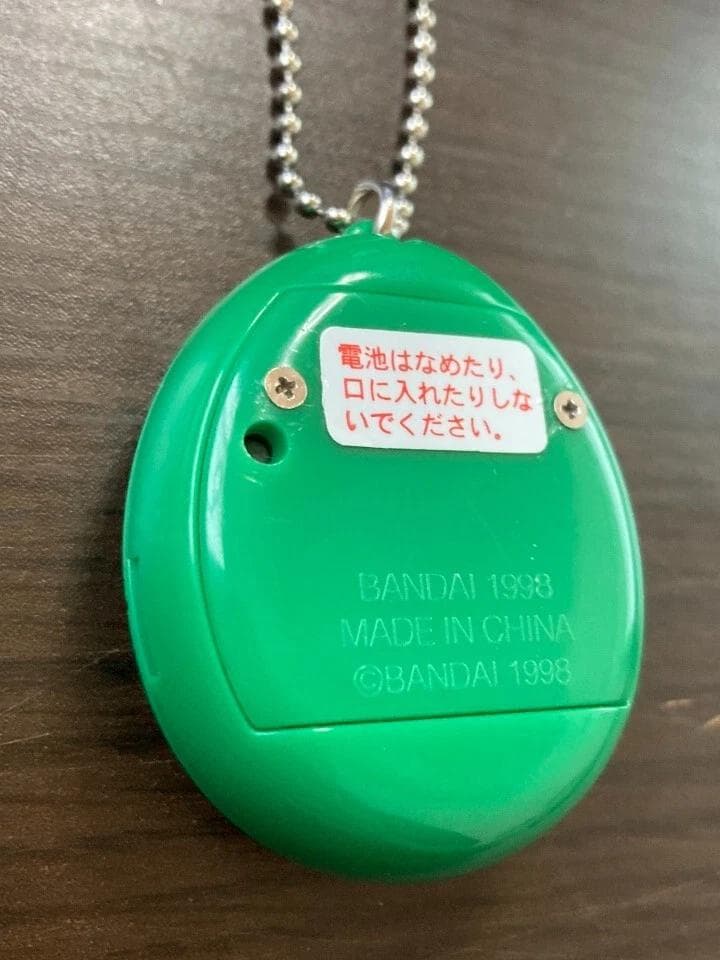 電池はなめたり、
口に入れたりしな
いでください。
BANDAI 1998
MADE IN CHINA
©BANDAI 1998